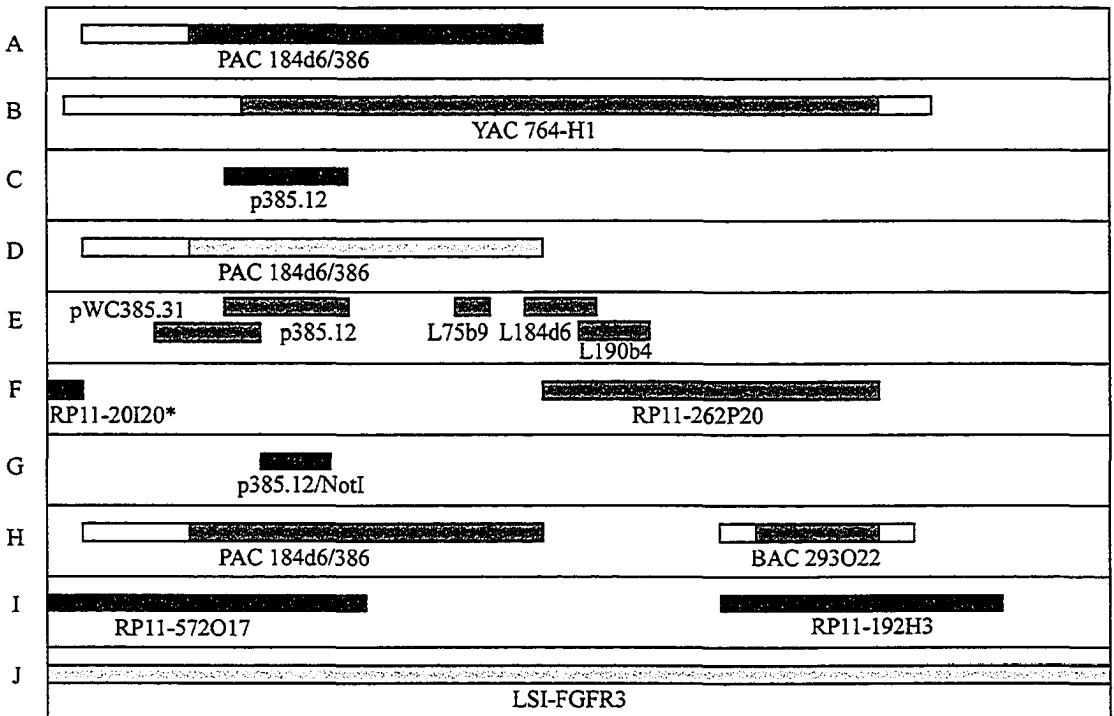 A
PAC 184d6/386
B
YAC 764-H1
C
p385.12
D
PAC 184d6/386
E
pWC385.31
p385.12
L75b9
L184d6
L190b4
F
RP11-20I20*
RP11-262P20
G
p385.12/NotI
H
PAC 184d6/386
BAC 293O22
I
RP11-572O17
RP11-192H3
J
LSI-FGFR3